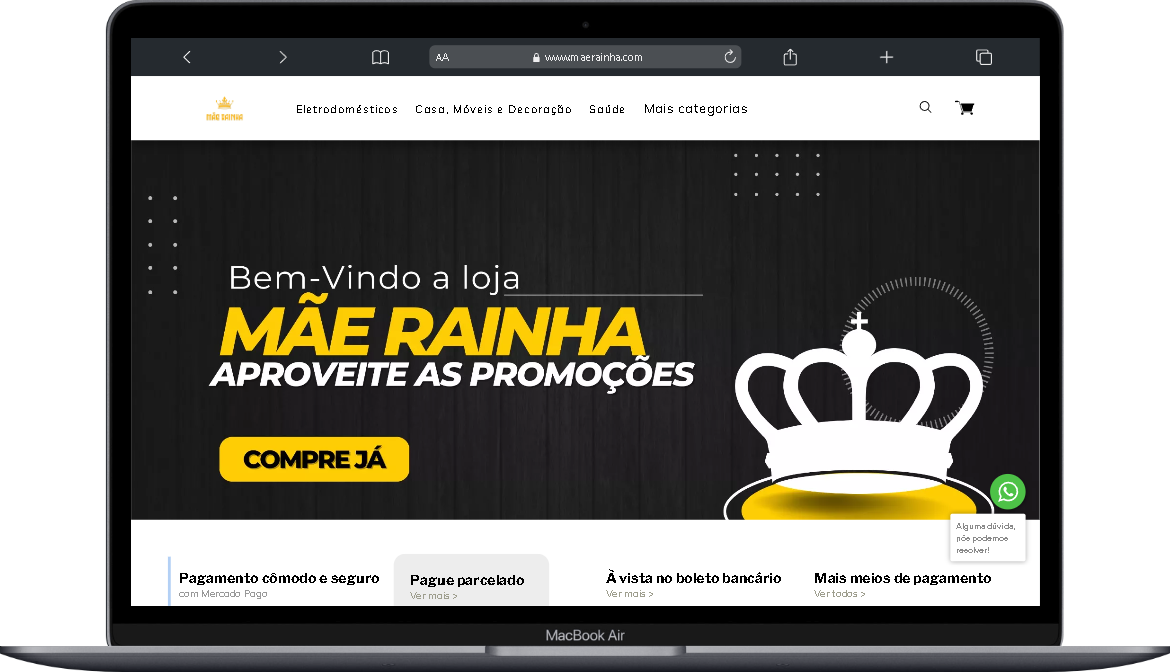 AA
www.maerainha.com
MÃE RAINHA
Eletrodomésticos
Casa, Móveis e Decoração
Saúde
Mais categorias
Bem-Vindo a loja
MÃE RAINHA
APROVEITE AS PROMOÇÕES
COMPRE JÁ
Alguma dúvida,
nós podemos
resolver!
Pagamento cômodo e seguro
com Mercado Pago
Pague parcelado
Ver mais >
À vista no boleto bancário
Ver mais >
Mais meios de pagamento
Ver todos >
MacBook Air